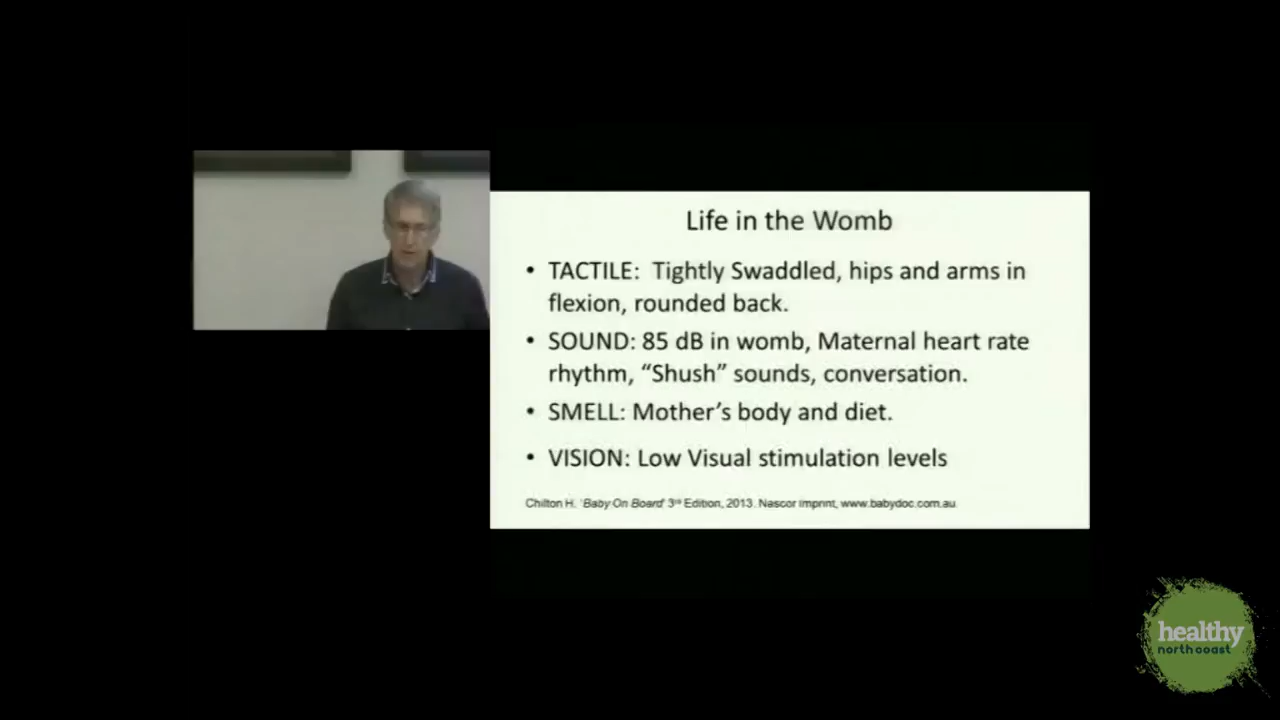 Life in the Womb
• TACTILE: Tightly Swaddled, hips and arms in
flexion, rounded back.
• SOUND: 85 dB in womb, Maternal heart rate
rhythm, “Shush” sounds, conversation.
• SMELL: Mother’s body and diet.
• VISION: Low Visual stimulation levels
Chilton H. ‘Baby On Board’ 3rd Edition, 2013. Nascor imprint, www.babydoc.com.au
healthy
north coast